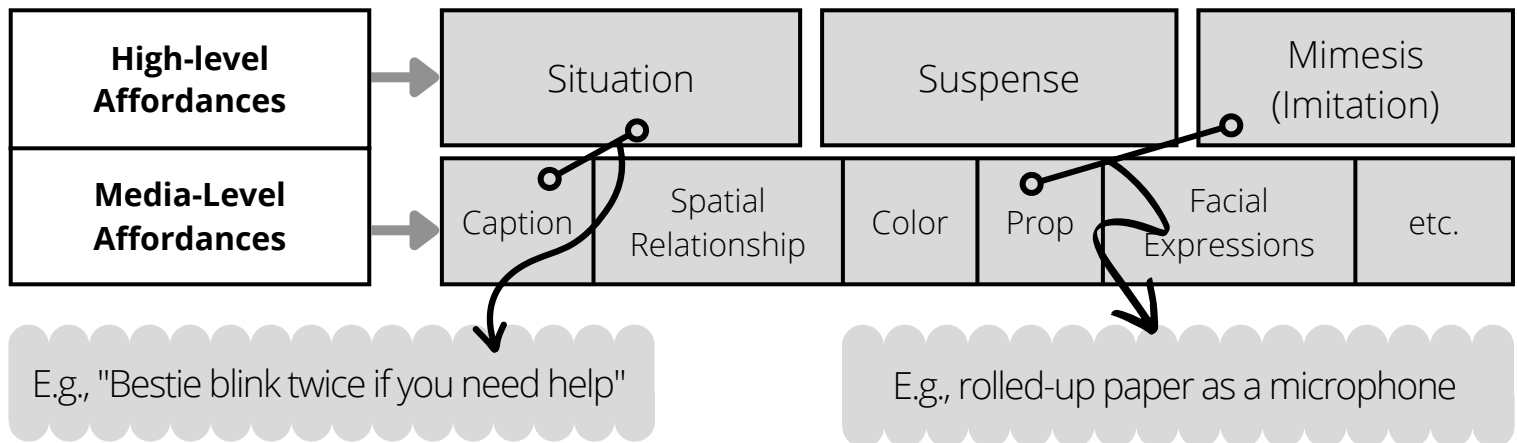 High-level
Affordances
Situation
Suspense
Mimesis
(Imitation)
Media-Level
Affordances
Caption
Spatial
Relationship
Color
Prop
Facial
Expressions
etc.
E.g., "Bestie blink twice if you need help"
E.g., rolled-up paper as a microphone